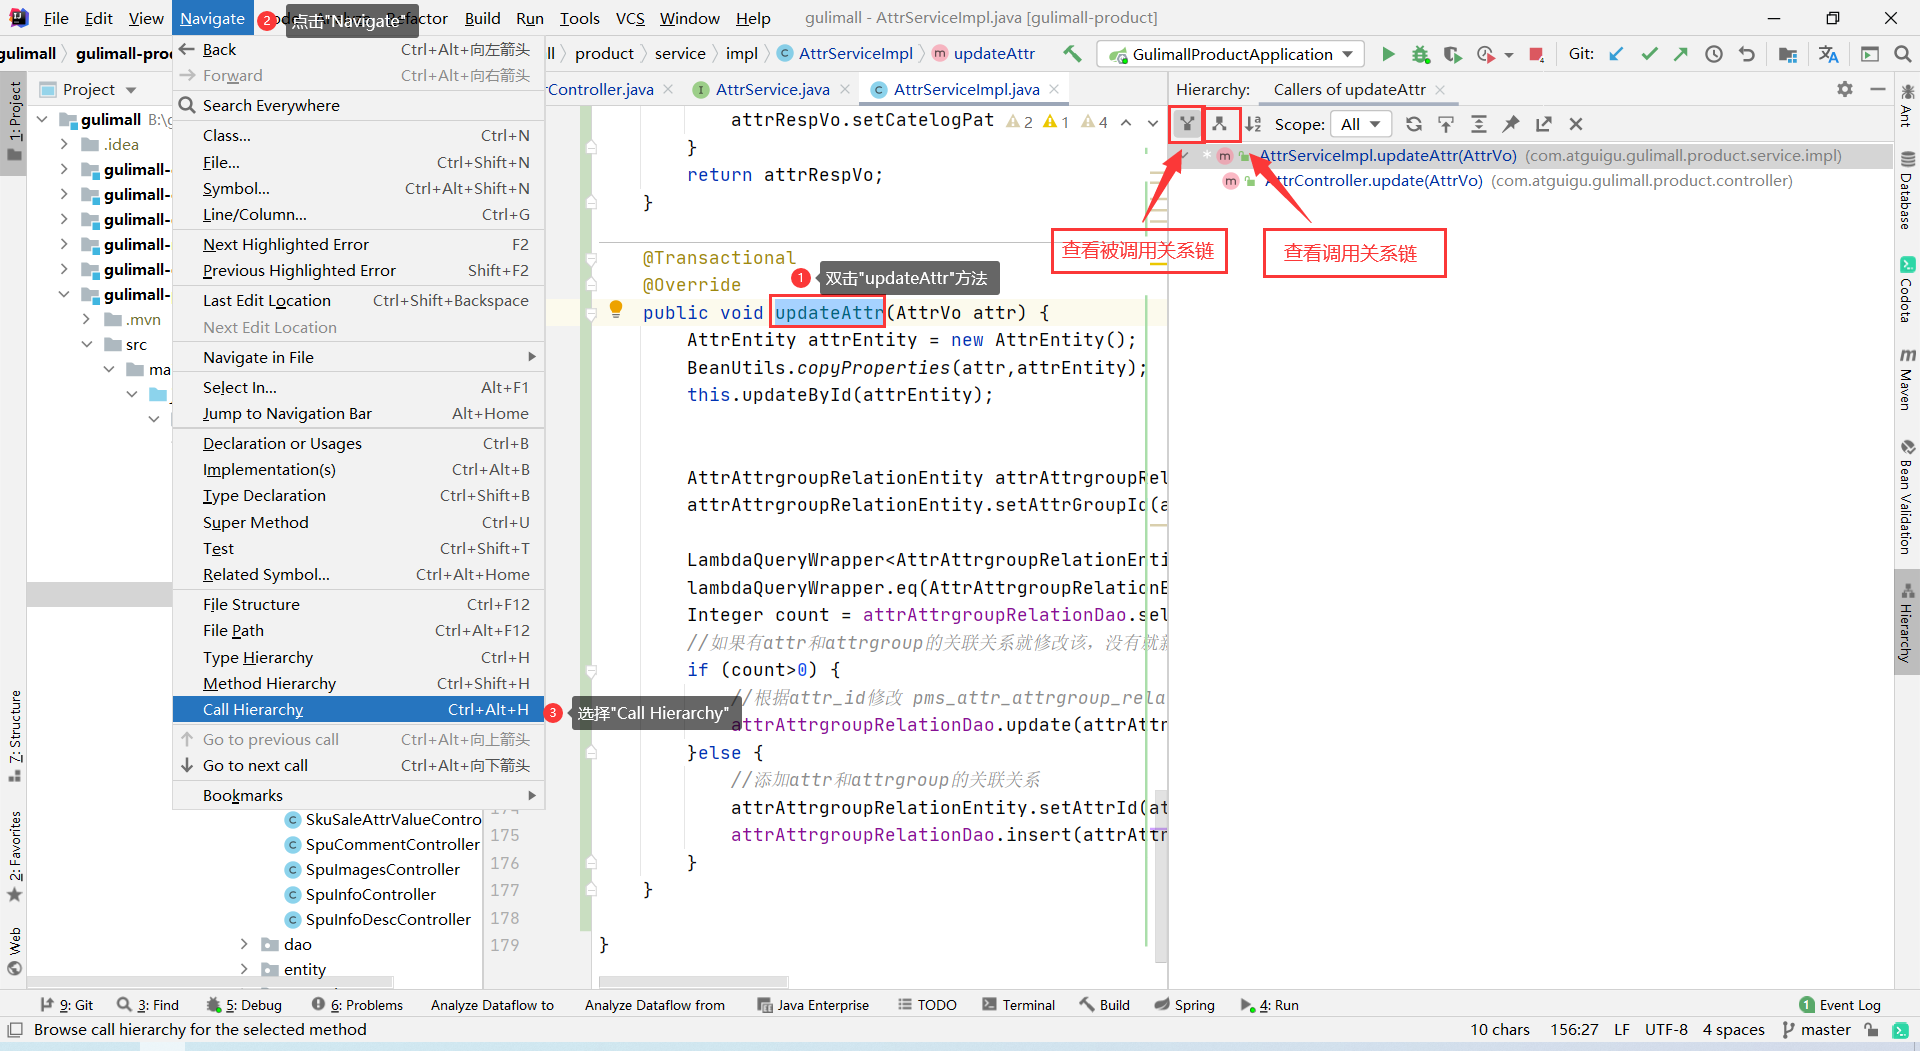 File Edit View Navigate Refactor Build Run Tools VCS Window Help gulimall - AttrServiceImpl.java [gulimall-product]
2 点击"Navigate"
gulimall product service impl AttrServiceImpl updateAttr GulimallProductApplication Git:
Back Ctrl+Alt+向左箭头
Forward Ctrl+Alt+向右箭头
Search Everywhere
Class... Ctrl+N
File... Ctrl+Shift+N
Symbol... Ctrl+Alt+Shift+N
Line/Column... Ctrl+G
Next Highlighted Error F2
Previous Highlighted Error Shift+F2
Last Edit Location Ctrl+Shift+Backspace
Next Edit Location
Navigate in File
Select In... Alt+F1
Jump to Navigation Bar Alt+Home
Declaration or Usages Ctrl+B
Implementation(s) Ctrl+Alt+B
Type Declaration Ctrl+Shift+B
Super Method Ctrl+U
Test Ctrl+Shift+T
Related Symbol... Ctrl+Alt+Home
File Structure Ctrl+F12
File Path Ctrl+Alt+F12
Type Hierarchy Ctrl+H
Method Hierarchy Ctrl+Shift+H
Call Hierarchy Ctrl+Alt+H
3 选择"Call Hierarchy"
Go to previous call Ctrl+Alt+向上箭头
Go to next call Ctrl+Alt+向下箭头
Bookmarks
1: Project
7: Structure
2: Favorites
Web
Project
gulimall
.idea
gulimall-
gulimall-
gulimall-
gulimall-
gulimall-
gulimall-
.mvn
src
ma
SkuSaleAttrValueContro
SpuCommentController
SpuImagesController
SpuInfoController
SpuInfoDescController
dao
entity
Controller.java AttrService.java AttrServiceImpl.java
attrRespVo.setCatelogPat 2 1 4
}
return attrRespVo;
}
@Transactional
@Override
1 双击"updateAttr"方法
public void updateAttr(AttrVo attr) {
AttrEntity attrEntity = new AttrEntity();
BeanUtils.copyProperties(attr,attrEntity);
this.updateById(attrEntity);
AttrAttrgroupRelationEntity attrAttrgroupRel
attrAttrgroupRelationEntity.setAttrGroupId(a
LambdaQueryWrapper<AttrAttrgroupRelationEnti
lambdaQueryWrapper.eq(AttrAttrgroupRelationE
Integer count = attrAttrgroupRelationDao.sel
//如果有attr和attrgroup的关联关系就修改该，没有就新
if (count>0) {
//根据attr_id修改 pms_attr_attrgroup_rela
attrAttrgroupRelationDao.update(attrAttr
}else {
//添加attr和attrgroup的关联关系
attrAttrgroupRelationEntity.setAttrId(at
attrAttrgroupRelationDao.insert(attrAttr
}
}
}
175
176
177
178
179
Hierarchy: Callers of updateAttr
Scope: All
AttrServiceImpl.updateAttr(AttrVo) (com.atguigu.gulimall.product.service.impl)
AttrController.update(AttrVo) (com.atguigu.gulimall.product.controller)
查看被调用关系链
查看调用关系链
Ant
Database
Codota
Maven
Bean Validation
Hierarchy
9: Git 3: Find 5: Debug 6: Problems Analyze Dataflow to Analyze Dataflow from Java Enterprise TODO Terminal Build Spring 4: Run 1 Event Log
Browse call hierarchy for the selected method 10 chars 156:27 LF UTF-8 4 spaces master